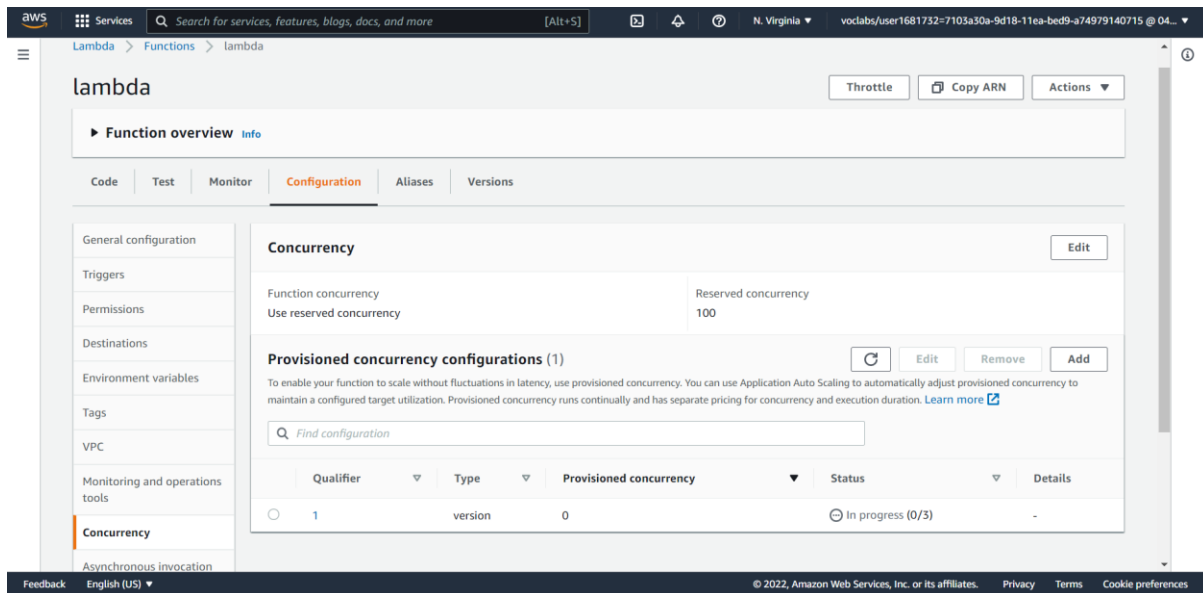 aws
Services
Search for services, features, blogs, docs, and more
[Alt+S]
N. Virginia ▼
voclabs/user1681732=7103a30a-9d18-11ea-bed9-a74979140715 @ 04... ▼
Lambda > Functions > lambda
lambda
Throttle
Copy ARN
Actions ▼
▶ Function overview Info
Code
Test
Monitor
Configuration
Aliases
Versions
General configuration
Triggers
Permissions
Destinations
Environment variables
Tags
VPC
Monitoring and operations
tools
Concurrency
Asynchronous invocation
Concurrency
Edit
Function concurrency
Use reserved concurrency
Reserved concurrency
100
Provisioned concurrency configurations (1)
Edit
Remove
Add
To enable your function to scale without fluctuations in latency, use provisioned concurrency. You can use Application Auto Scaling to automatically adjust provisioned concurrency to
maintain a configured target utilization. Provisioned concurrency runs continually and has separate pricing for concurrency and execution duration. Learn more
Find configuration
Qualifier
Type
Provisioned concurrency
Status
Details
1
version
0
In progress (0/3)
-
Feedback
English (US) ▼
© 2022, Amazon Web Services, Inc. or its affiliates.
Privacy
Terms
Cookie preferences